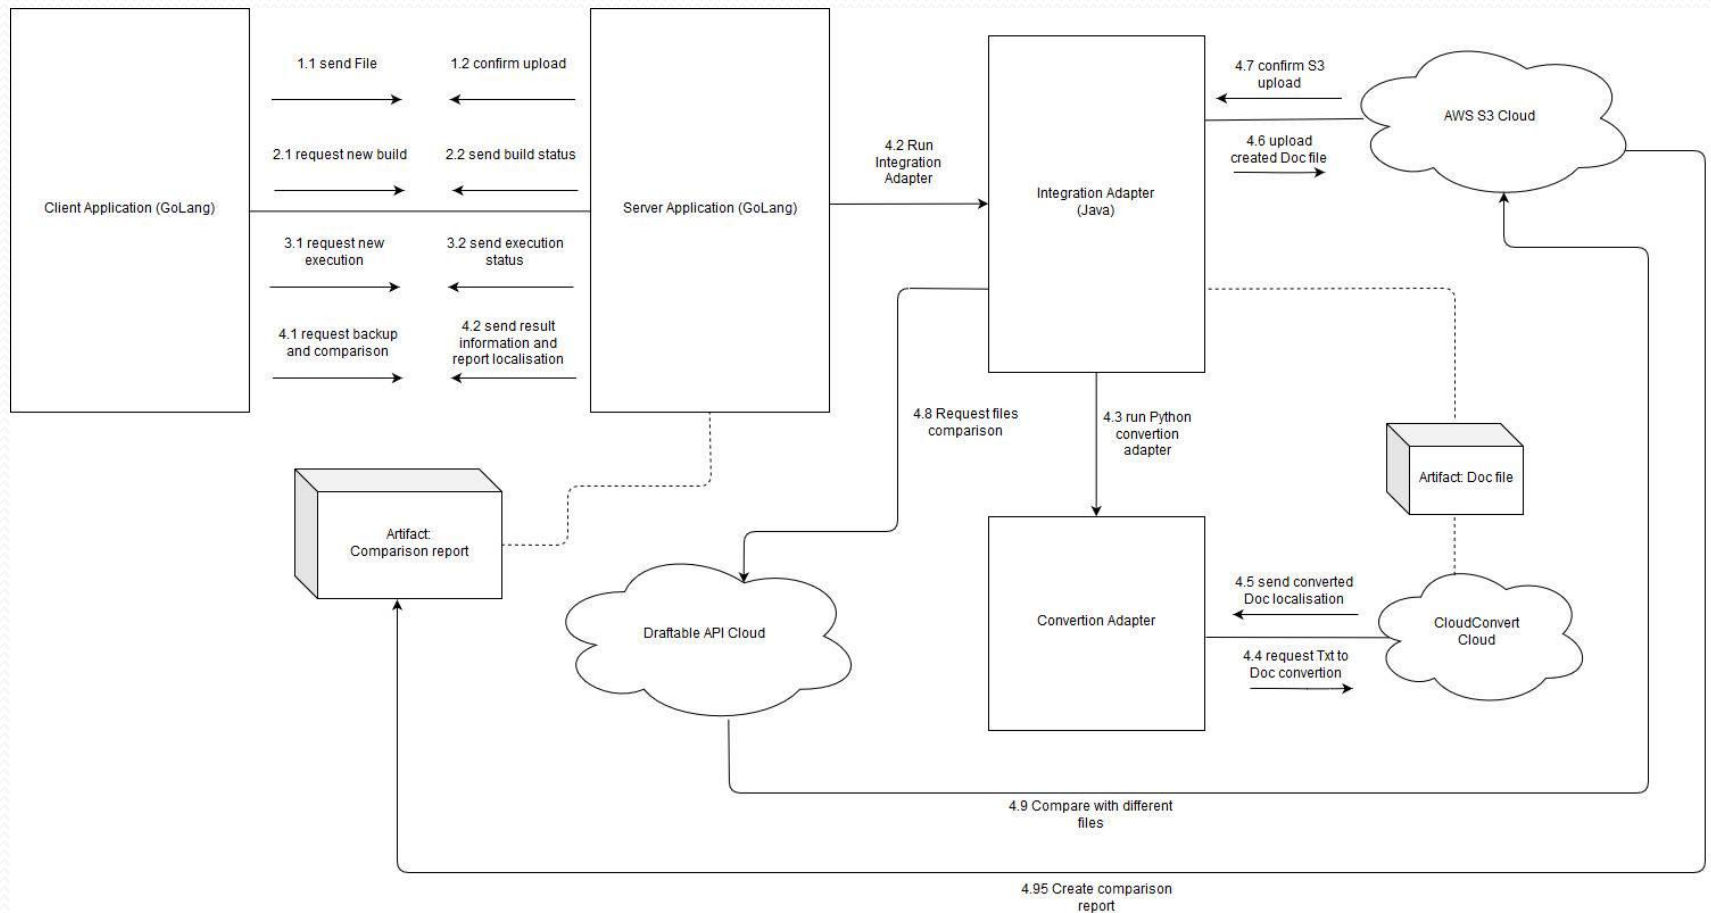 1.1 send File
1.2 confirm upload
2.1 request new build
2.2 send build status
Client Application (GoLang)
Server Application (GoLang)
3.1 request new
execution
3.2 send execution
status
4.1 request backup
and comparison
4.2 send result
information and
report localisation
4.2 Run
Integration
Adapter
Integration Adapter
(Java)
4.7 confirm S3
upload
4.6 upload
created Doc file
AWS S3 Cloud
4.8 Request files
comparison
4.3 run Python
convertion
adapter
Artifact: Doc file
Artifact:
Comparison report
Draftable API Cloud
Convertion Adapter
4.5 send converted
Doc localisation
4.4 request Txt to
Doc convertion
CloudConvert
Cloud
4.9 Compare with different
files
4.95 Create comparison
report